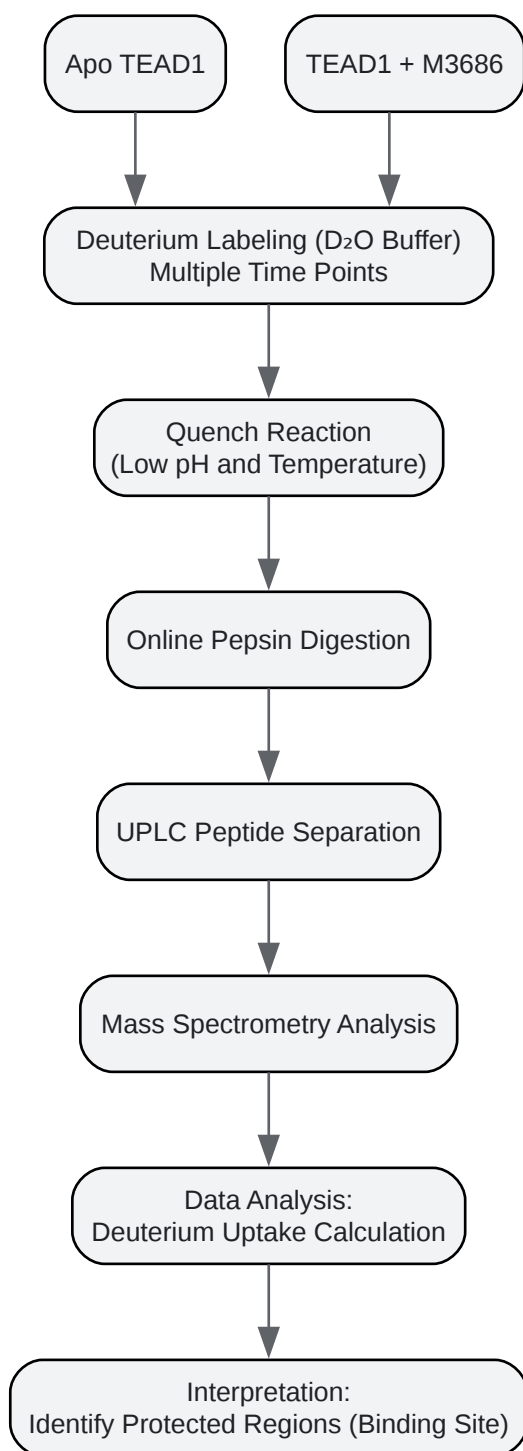 Apo TEAD1
TEAD1 + M3686
Deuterium Labeling (D₂O Buffer)
Multiple Time Points
Quench Reaction
(Low pH and Temperature)
Online Pepsin Digestion
UPLC Peptide Separation
Mass Spectrometry Analysis
Data Analysis:
Deuterium Uptake Calculation
Interpretation:
Identify Protected Regions (Binding Site)